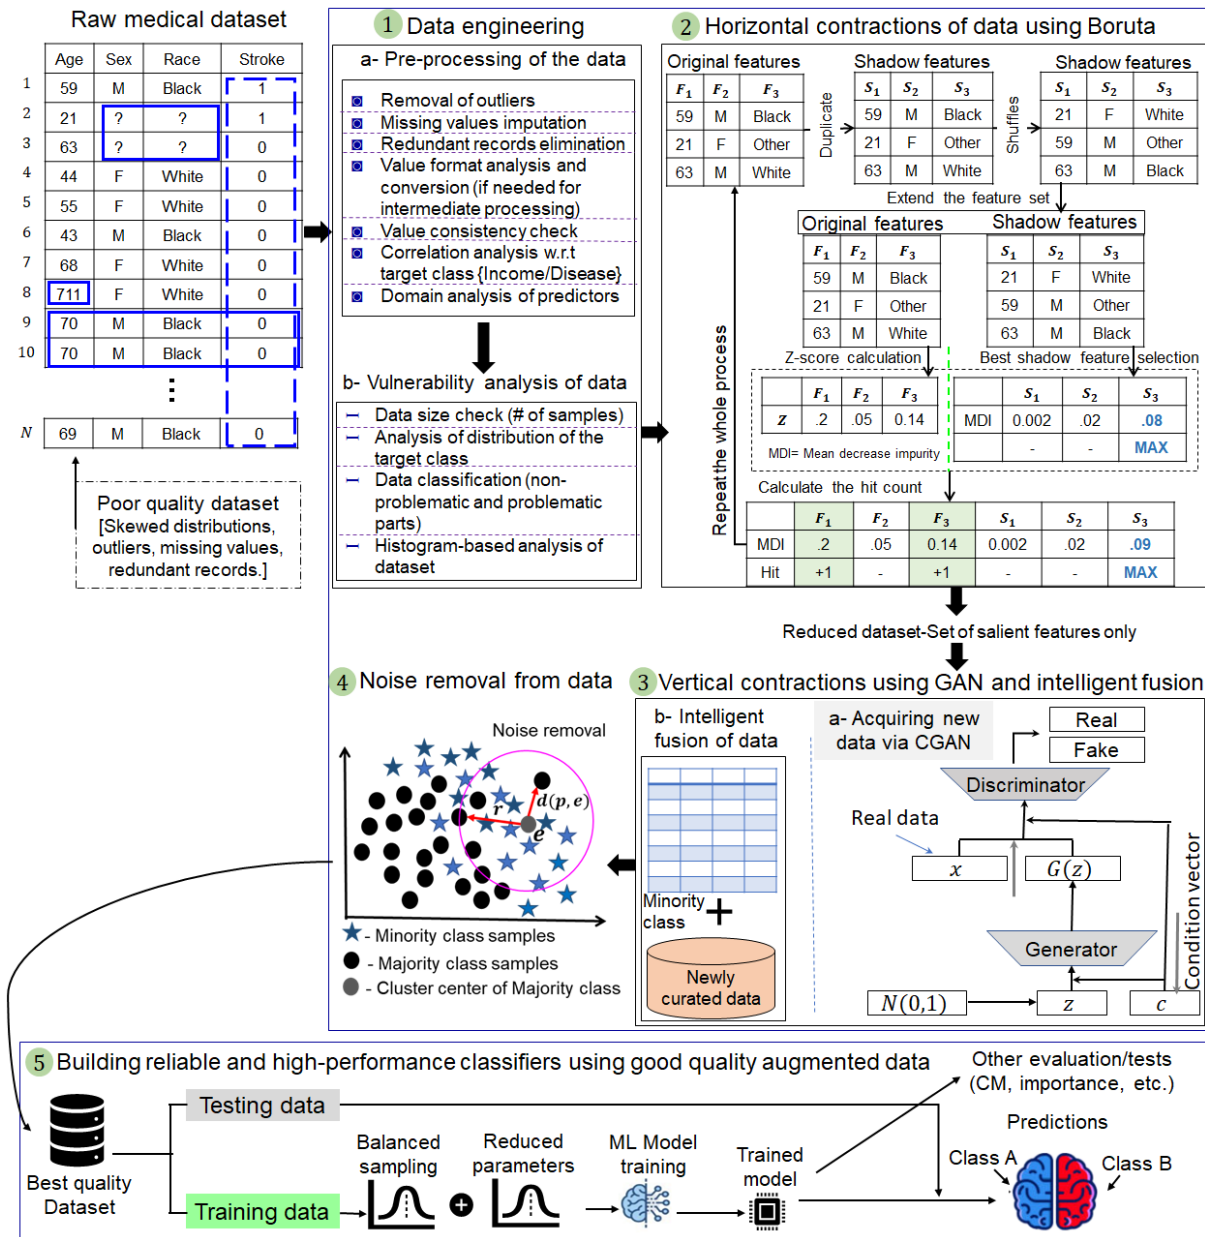 Raw medical dataset
Age Sex Race Stroke
1 59 M Black 1
2 21 ? ? 1
3 63 ? ? 0
4 44 F White 0
5 55 F White 0
6 43 M Black 0
7 68 F White 0
8 711 F White 0
9 70 M Black 0
10 70 M Black 0
⋮
N 69 M Black 0
Poor quality dataset
[Skewed distributions,
outliers, missing values,
redundant records.]
1 Data engineering
a- Pre-processing of the data
Removal of outliers
Missing values imputation
Redundant records elimination
Value format analysis and
conversion (if needed for
intermediate processing)
Value consistency check
Correlation analysis w.r.t
target class {Income/Disease}
Domain analysis of predictors
b- Vulnerability analysis of data
Data size check (# of samples)
Analysis of distribution of the
target class
Data classification (non-
problematic and problematic
parts)
Histogram-based analysis of
dataset
2 Horizontal contractions of data using Boruta
Original features
F₁ F₂ F₃
59 M Black
21 F Other
63 M White
Duplicate
Shadow features
S₁ S₂ S₃
59 M Black
21 F Other
63 M White
Shuffles
Shadow features
S₁ S₂ S₃
21 F White
59 M Other
63 M Black
Extend the feature set
Original features
F₁ F₂ F₃
59 M Black
21 F Other
63 M White
Shadow features
S₁ S₂ S₃
21 F White
59 M Other
63 M Black
Z-score calculation
Best shadow feature selection
F₁ F₂ F₃
Z .2 .05 0.14
MDI= Mean decrease impurity
S₁ S₂ S₃
MDI 0.002 .02 .08
- - MAX
Calculate the hit count
F₁ F₂ F₃ S₁ S₂ S₃
MDI .2 .05 0.14 0.002 .02 .09
Hit +1 - +1 - - MAX
Repeat the whole process
Reduced dataset-Set of salient features only
3 Vertical contractions using GAN and intelligent fusion
b- Intelligent
fusion of data
Minority
class
+
Newly
curated data
a- Acquiring new
data via CGAN
Real
Fake
Discriminator
Real data
x
G(z)
Generator
N(0,1)
z
c
Condition vector
4 Noise removal from data
Noise removal
d(p, e)
r
e
- Minority class samples
- Majority class samples
- Cluster center of Majority class
5 Building reliable and high-performance classifiers using good quality augmented data
Best quality
Dataset
Testing data
Training data
Balanced
sampling
+
Reduced
parameters
ML Model
training
Trained
model
Other evaluation/tests
(CM, importance, etc.)
Predictions
Class A
Class B